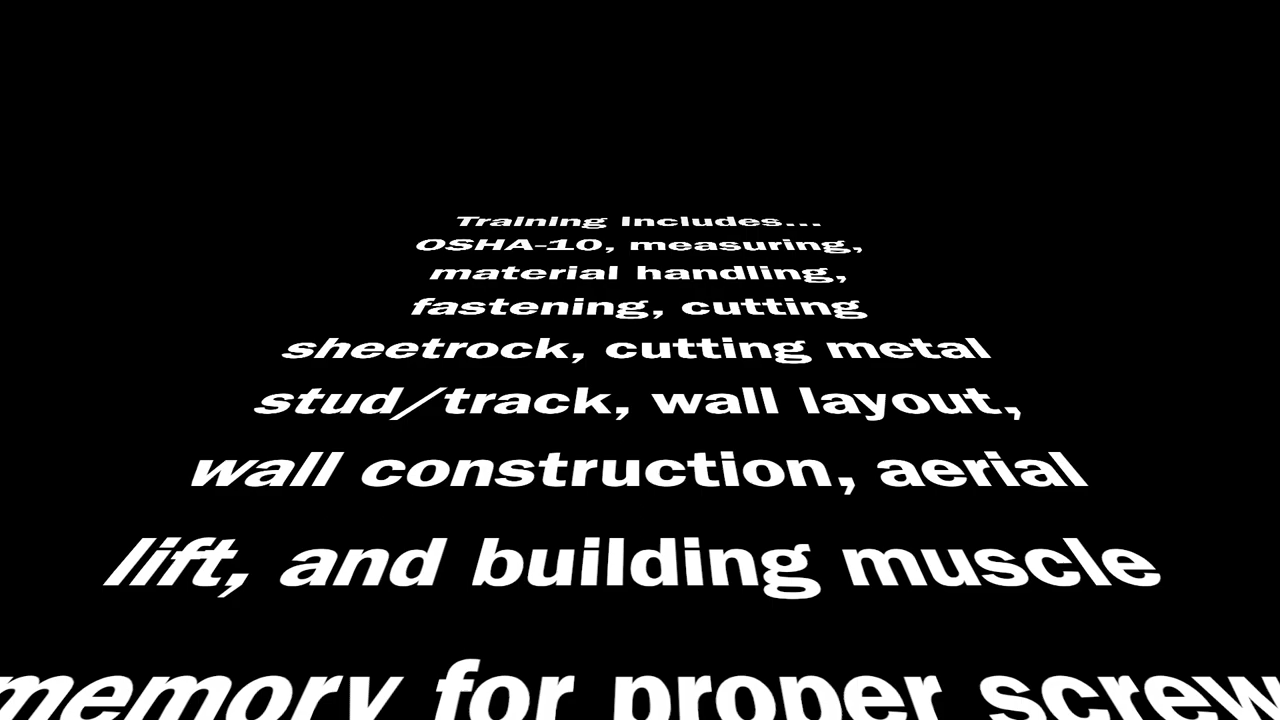 Training Includes...
OSHA-10, measuring,
material handling,
fastening, cutting
sheetrock, cutting metal
stud/track, wall layout,
wall construction, aerial
lift, and building muscle
memory for proper screw